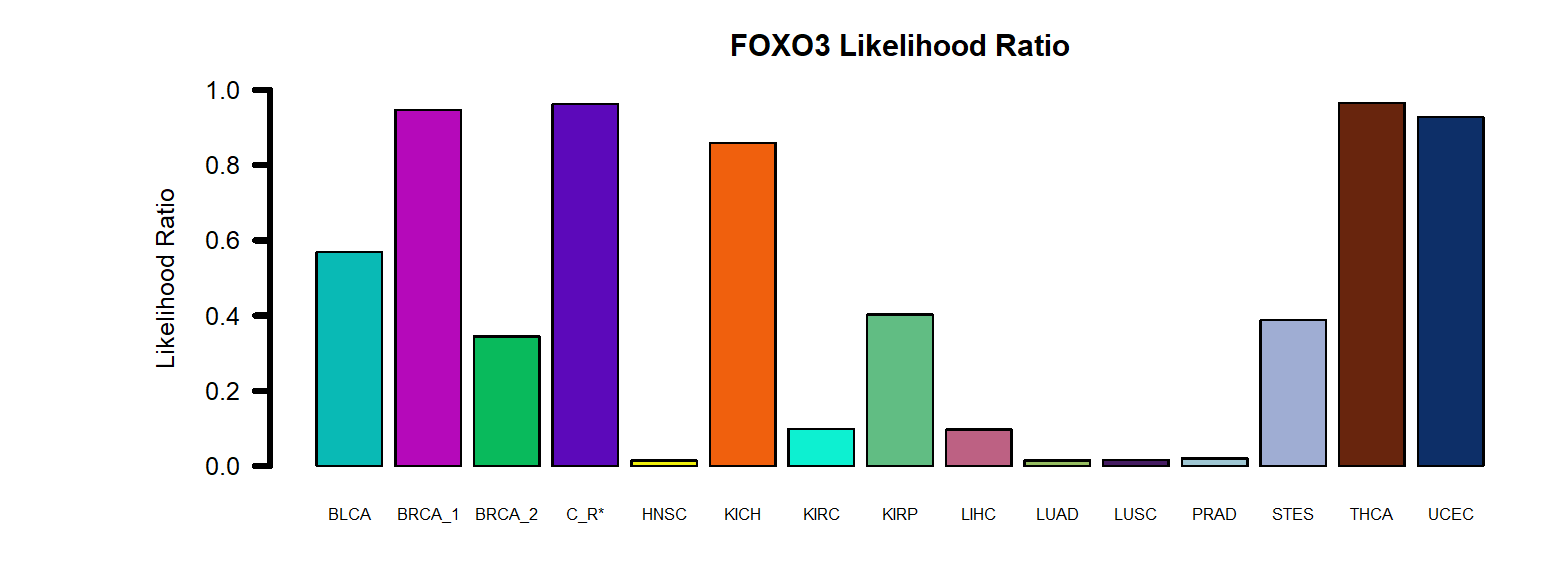 FOXO3 Likelihood Ratio
Likelihood Ratio
1.0
0.8
0.6
0.4
0.2
0.0
BLCA BRCA_1 BRCA_2 C_R* HNSC KICH KIRC KIRP LIHC LUAD LUSC PRAD STES THCA UCEC